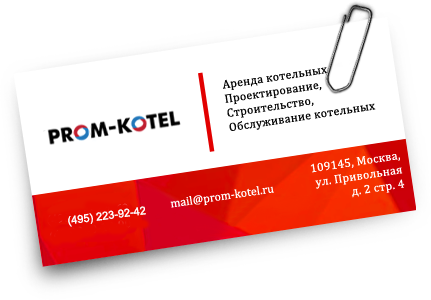 PROM-KOTEL
Аренда котельных
Проектирование,
Строительство,
Обслуживание котельных
(495) 223-92-42
mail@prom-kotel.ru
109145, Москва,
ул. Привольная
д. 2 стр. 4